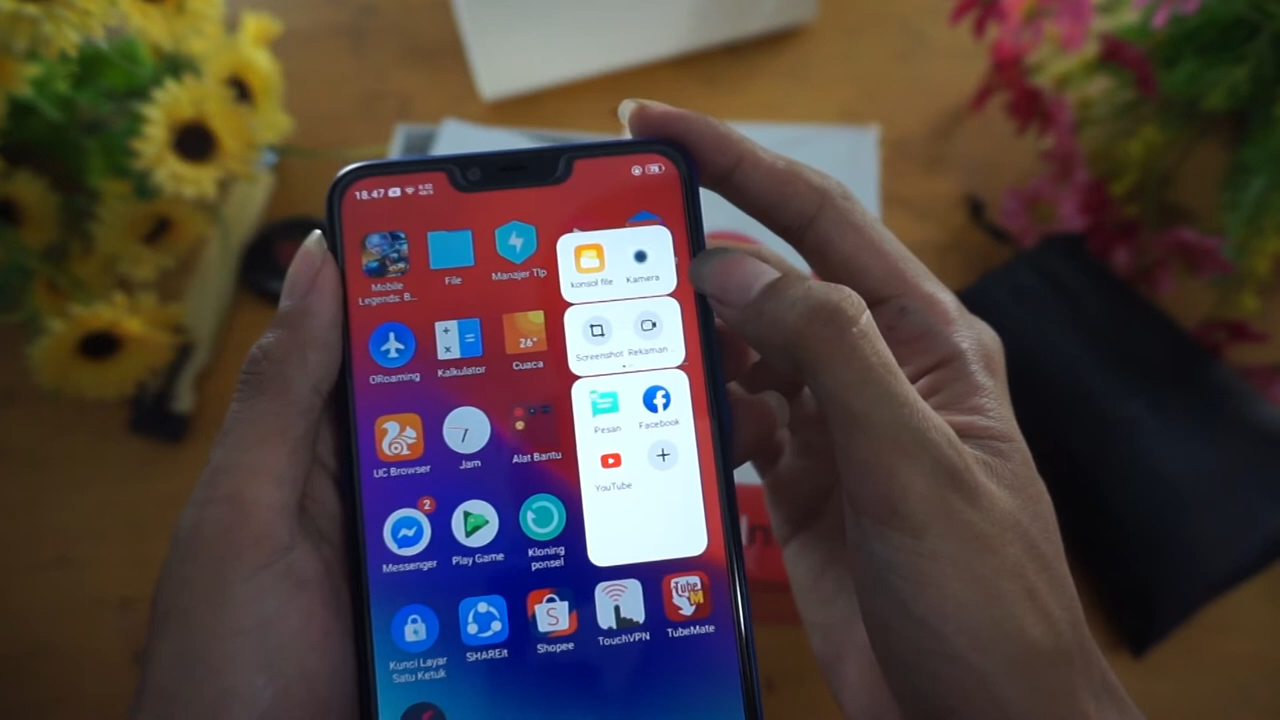 18.47
Mobile
Legends: B...
File
Manajer Tlp
konsol file
Kamera
ORoaming
Kalkulator
26°
Cuaca
Screenshot
Rekaman ...
UC Browser
Jam
Alat Bantu
Pesan
Facebook
YouTube
2
Messenger
Play Game
Kloning
ponsel
Kunci Layar
Satu Ketuk
SHAREit
Shopee
TouchVPN
Tube
M
TubeMate